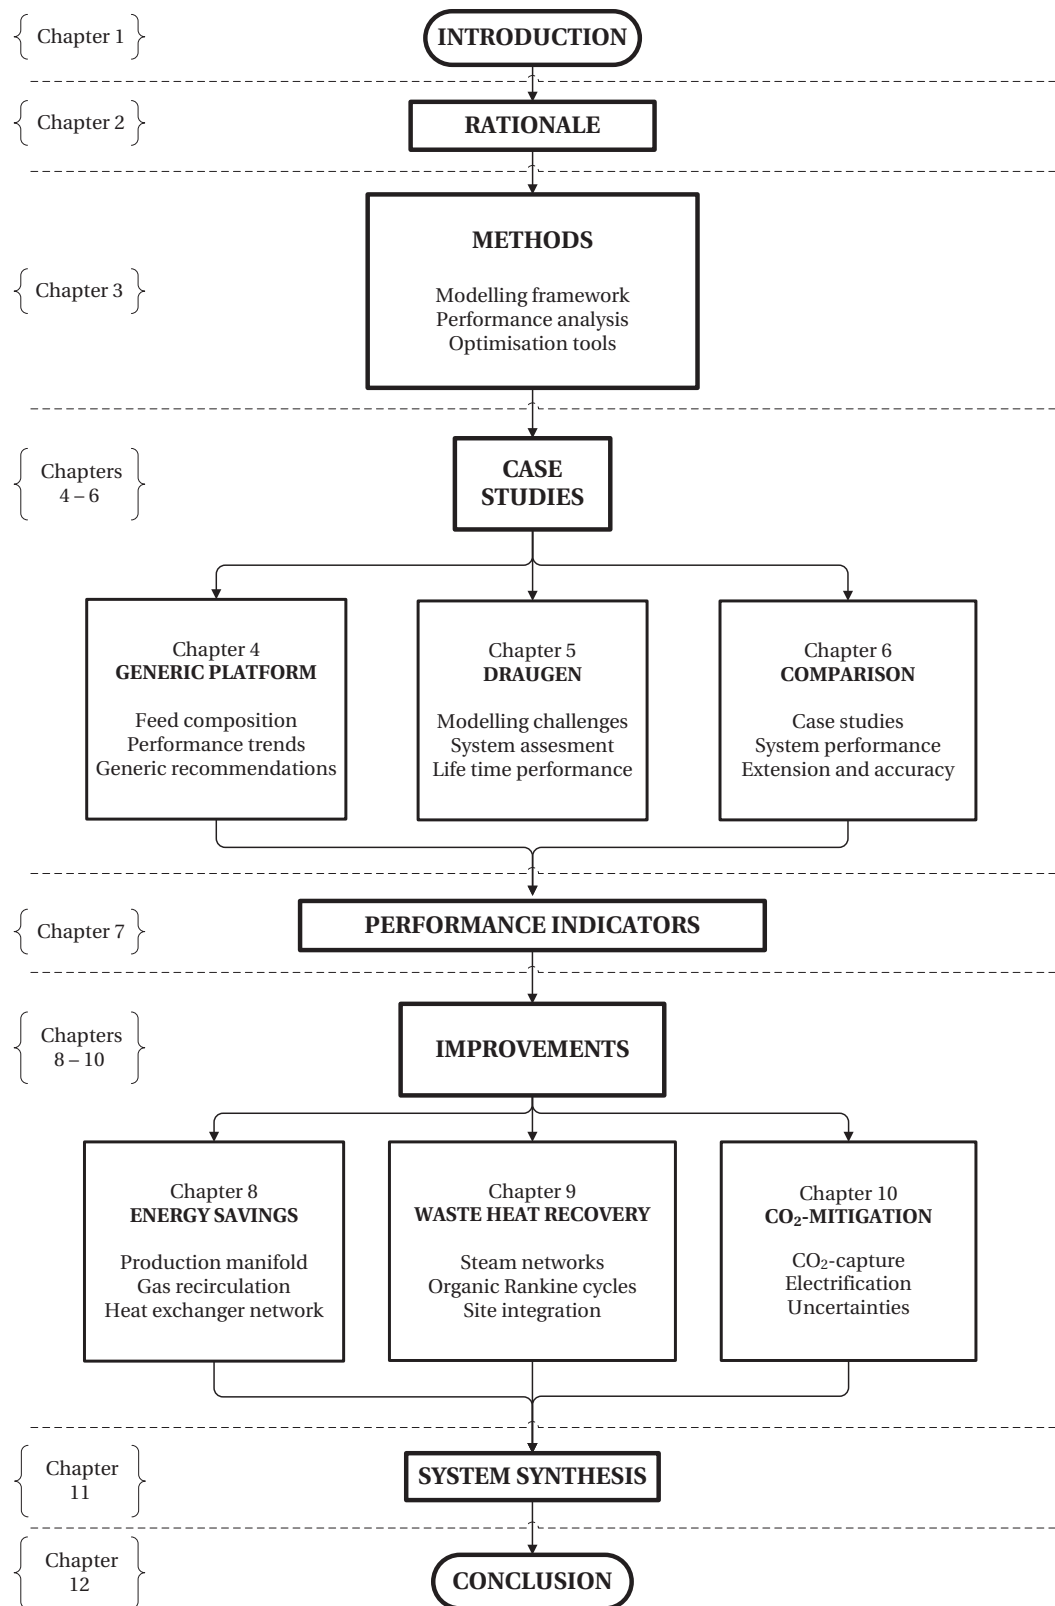 Chapter 1
INTRODUCTION
Chapter 2
RATIONALE
Chapter 3
METHODS
Modelling framework
Performance analysis
Optimisation tools
Chapters
4 – 6
CASE
STUDIES
Chapter 4
GENERIC PLATFORM
Feed composition
Performance trends
Generic recommendations
Chapter 5
DRAUGEN
Modelling challenges
System assesment
Life time performance
Chapter 6
COMPARISON
Case studies
System performance
Extension and accuracy
Chapter 7
PERFORMANCE INDICATORS
Chapters
8 – 10
IMPROVEMENTS
Chapter 8
ENERGY SAVINGS
Production manifold
Gas recirculation
Heat exchanger network
Chapter 9
WASTE HEAT RECOVERY
Steam networks
Organic Rankine cycles
Site integration
Chapter 10
CO₂-MITIGATION
CO₂-capture
Electrification
Uncertainties
Chapter
11
SYSTEM SYNTHESIS
Chapter
12
CONCLUSION